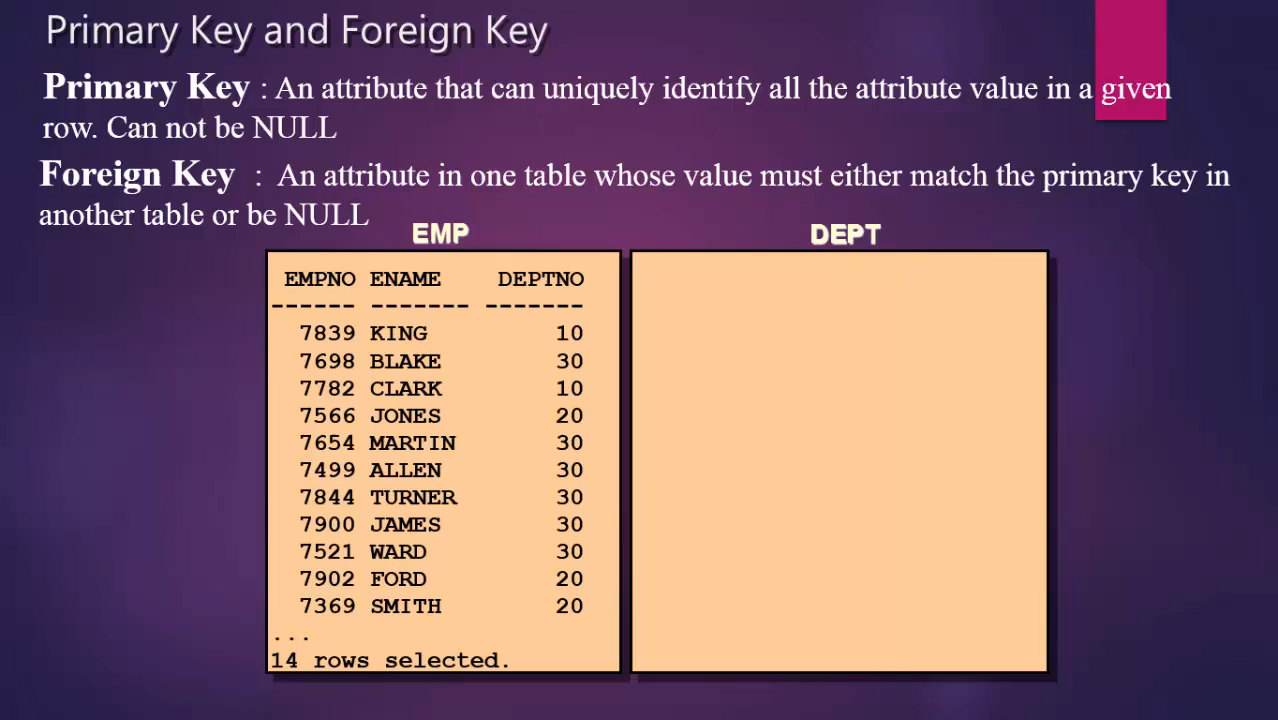 Primary Key and Foreign Key
Primary Key : An attribute that can uniquely identify all the attribute value in a given
row. Can not be NULL
Foreign Key : An attribute in one table whose value must either match the primary key in
another table or be NULL
EMP
EMPNO ENAME DEPTNO
------ ------- -------
7839 KING 10
7698 BLAKE 30
7782 CLARK 10
7566 JONES 20
7654 MARTIN 30
7499 ALLEN 30
7844 TURNER 30
7900 JAMES 30
7521 WARD 30
7902 FORD 20
7369 SMITH 20
...
14 rows selected.
DEPT